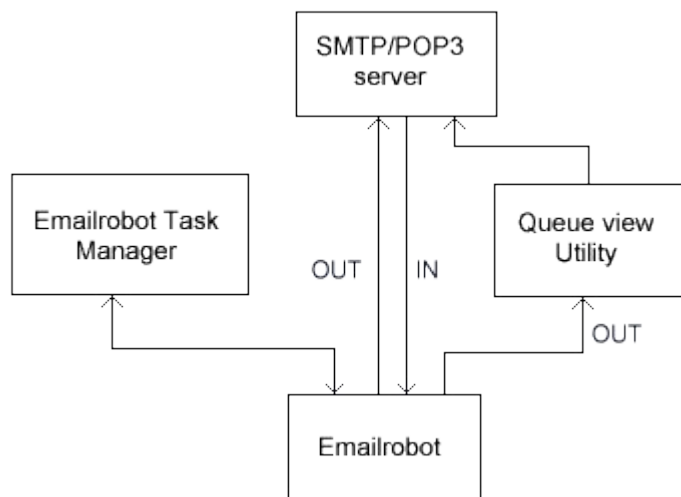 SMTP/POP3
server
Emailrobot Task
Manager
Queue view
Utility
OUT
IN
OUT
Emailrobot